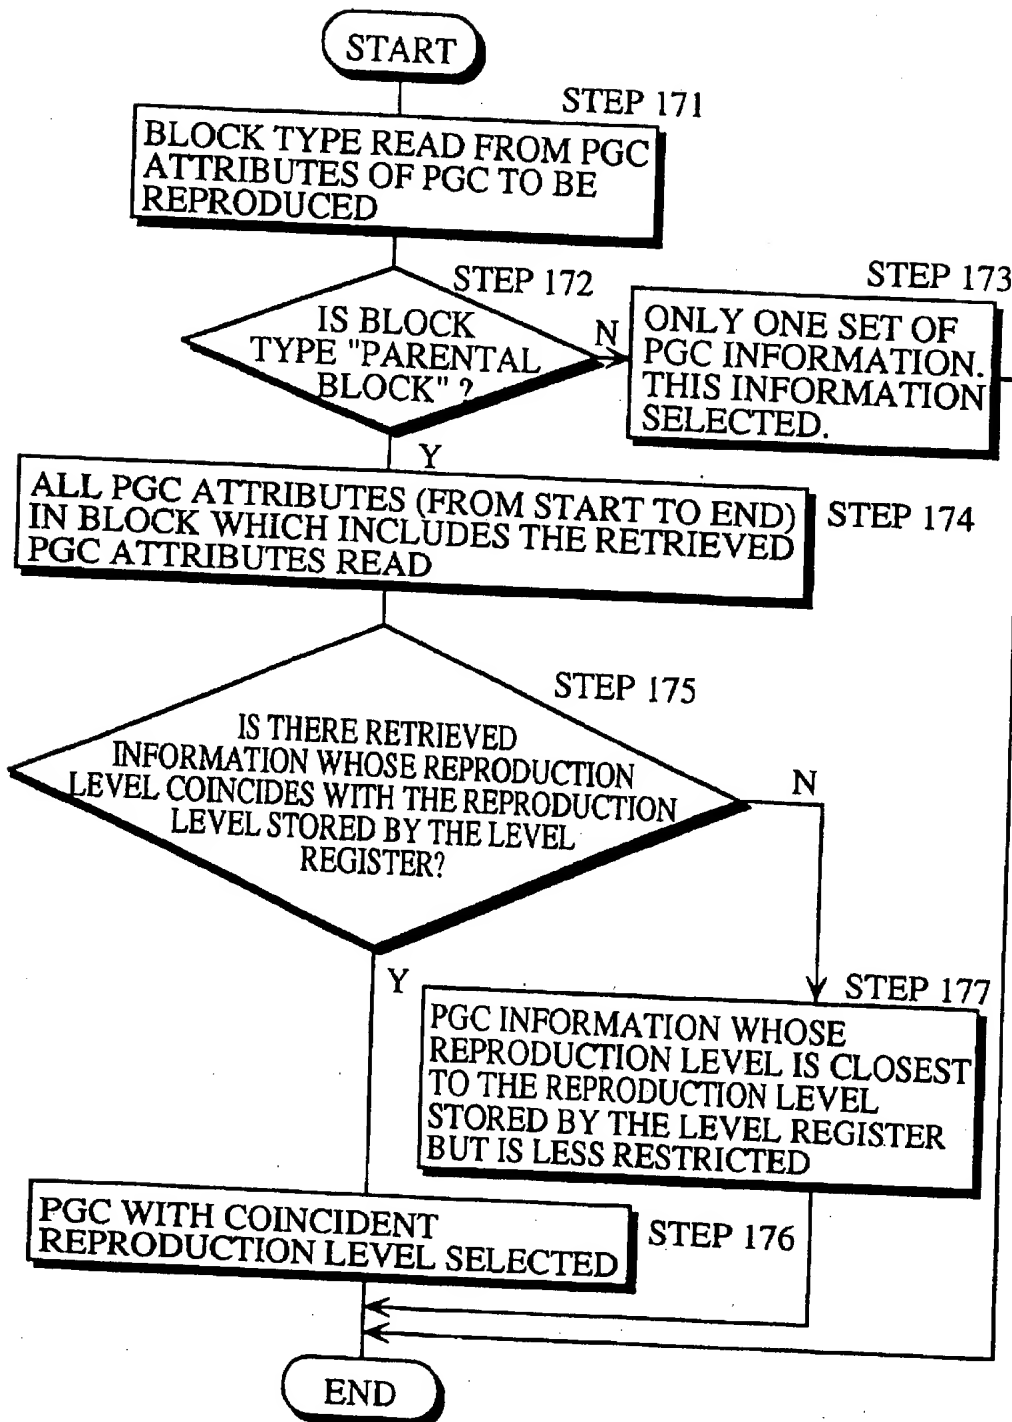 START
STEP 171
BLOCK TYPE READ FROM PGC
ATTRIBUTES OF PGC TO BE
REPRODUCED
STEP 172
IS BLOCK
TYPE "PARENTAL
BLOCK" ?
N
STEP 173
ONLY ONE SET OF
PGC INFORMATION.
THIS INFORMATION
SELECTED.
Y
ALL PGC ATTRIBUTES (FROM START TO END)
IN BLOCK WHICH INCLUDES THE RETRIEVED
PGC ATTRIBUTES READ
STEP 174
STEP 175
IS THERE RETRIEVED
INFORMATION WHOSE REPRODUCTION
LEVEL COINCIDES WITH THE REPRODUCTION
LEVEL STORED BY THE LEVEL
REGISTER?
N
Y
STEP 177
PGC INFORMATION WHOSE
REPRODUCTION LEVEL IS CLOSEST
TO THE REPRODUCTION LEVEL
STORED BY THE LEVEL REGISTER
BUT IS LESS RESTRICTED
PGC WITH COINCIDENT
REPRODUCTION LEVEL SELECTED
STEP 176
END